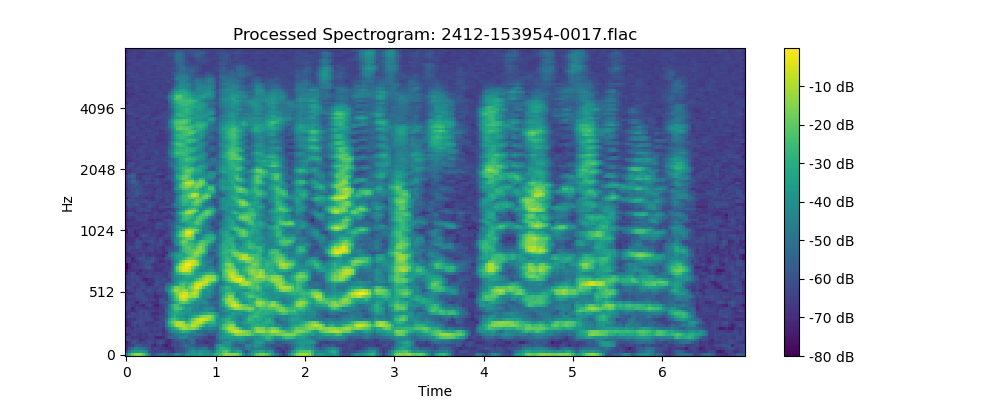 Processed Spectrogram: 2412-153954-0017.flac
Hz
4096
2048
1024
512
0
0 1 2 3 4 5 6
Time
-10 dB
-20 dB
-30 dB
-40 dB
-50 dB
-60 dB
-70 dB
-80 dB